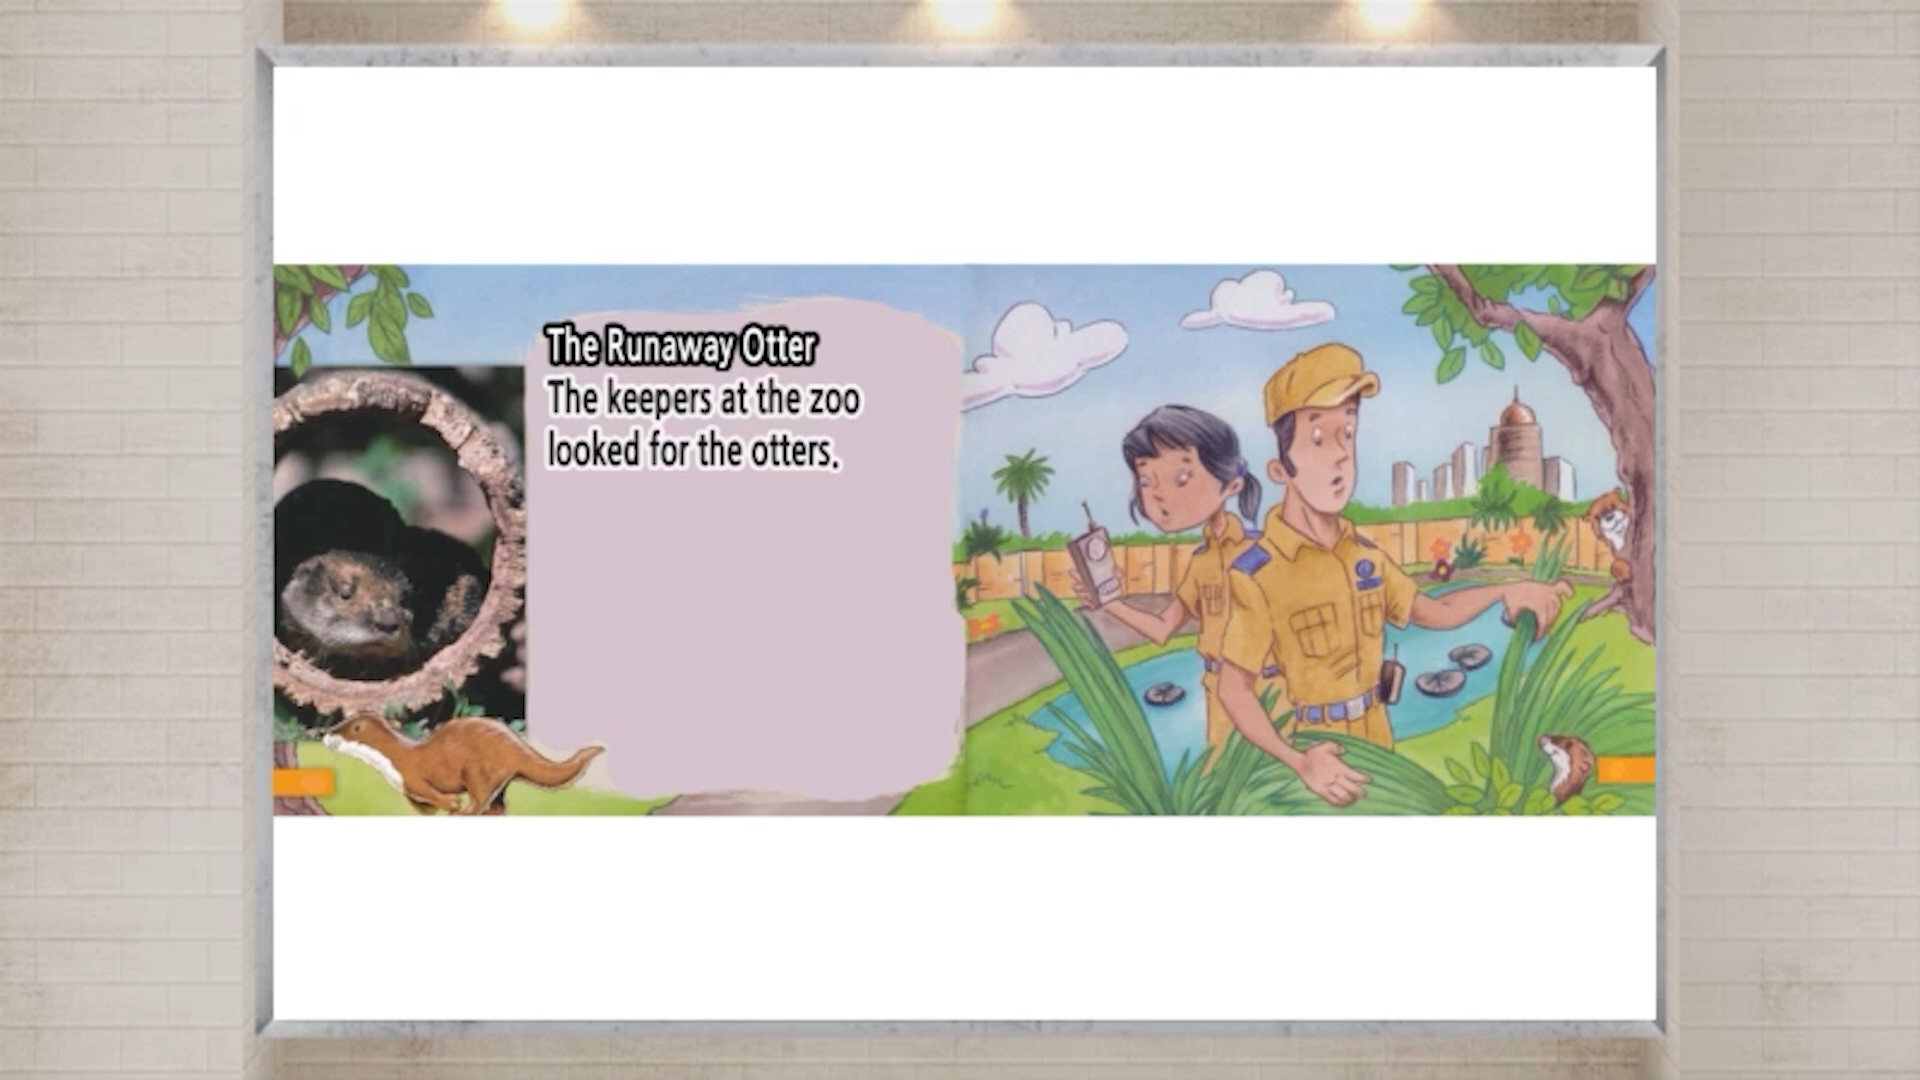 The Runaway Otter
The keepers at the zoo
looked for the otters.